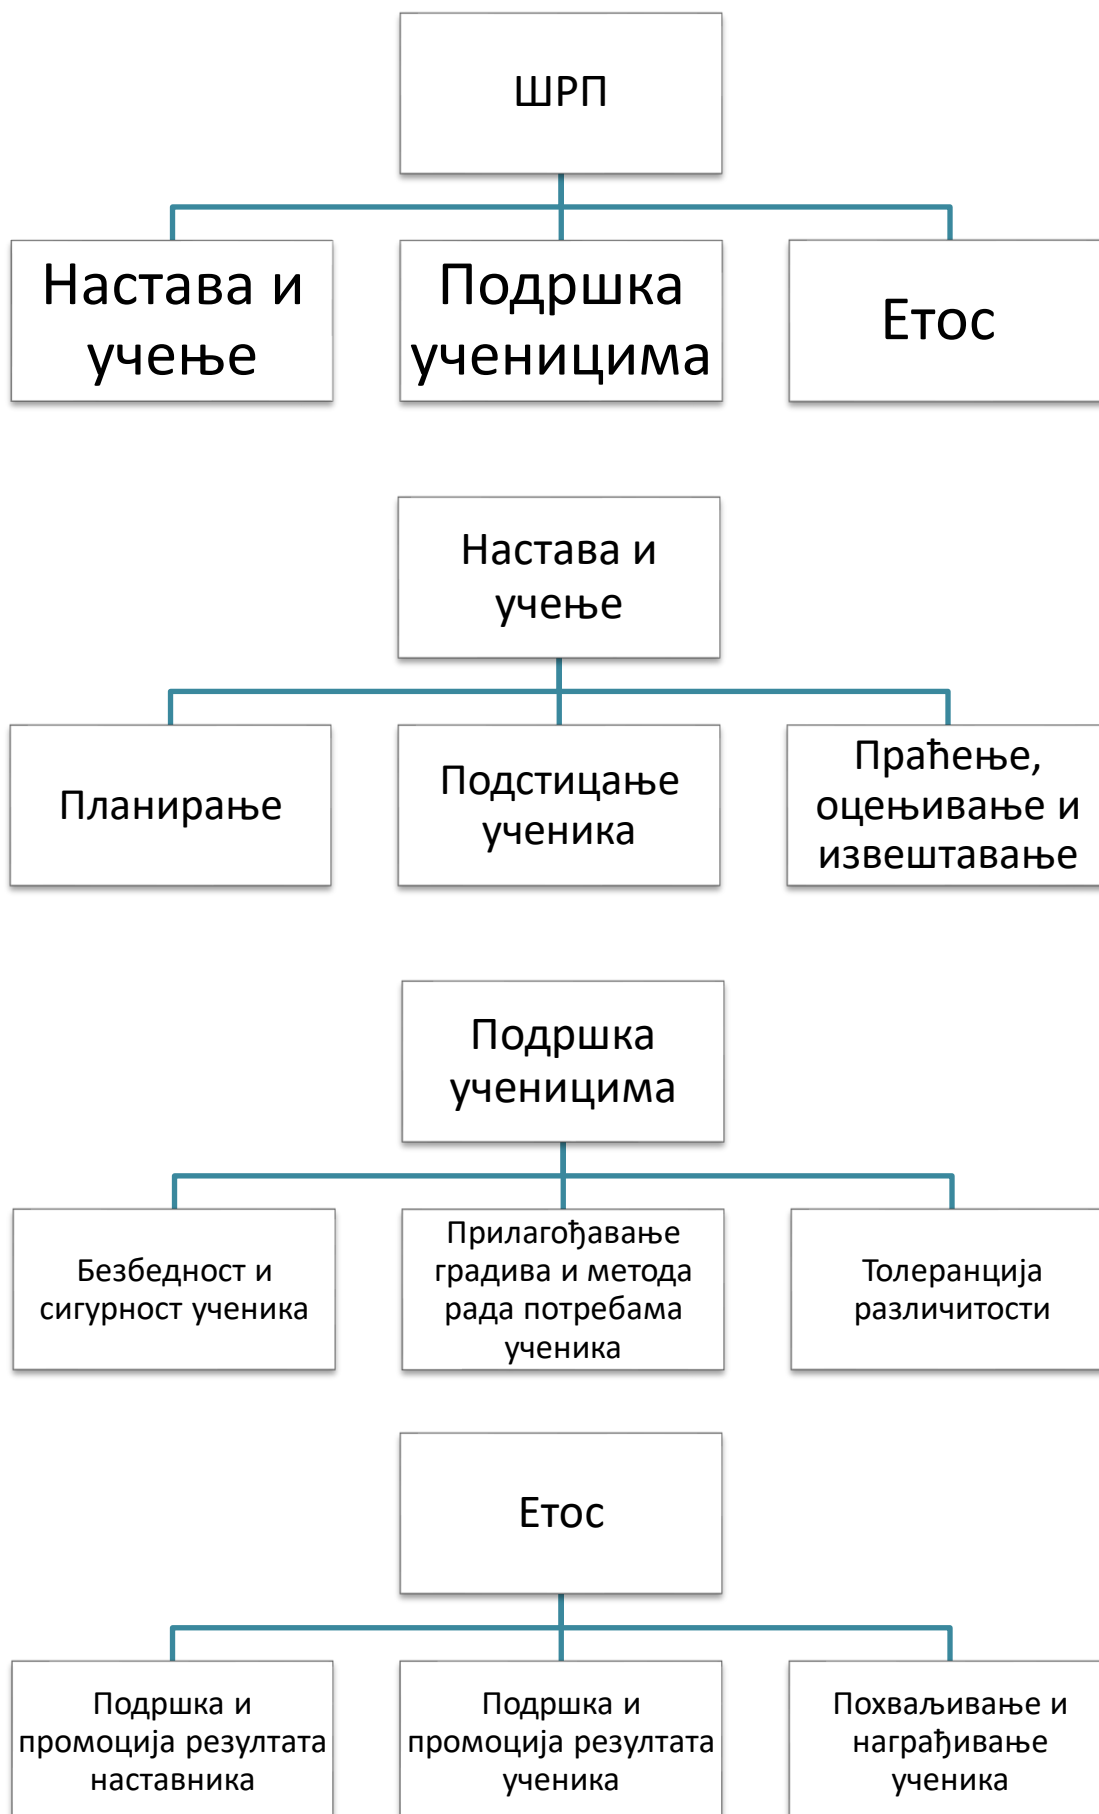 ШРП
Настава и
учење
Подршка
ученицима
Етос
Настава и
учење
Планирање
Подстицање
ученика
Праћење,
оцењивање и
извештавање
Подршка
ученицима
Безбедност и
сигурност ученика
Прилагођавање
градива и метода
рада потребама
ученика
Толеранција
различитости
Етос
Подршка и
промоција резултата
наставника
Подршка и
промоција резултата
ученика
Похваљивање и
награђивање
ученика